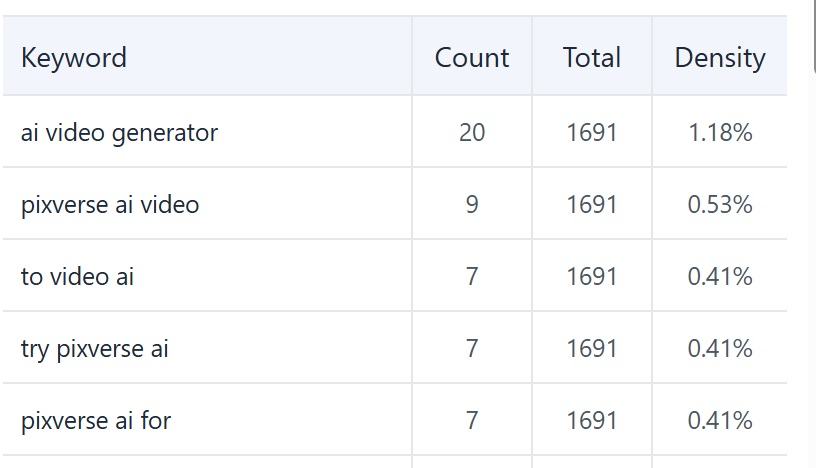 Keyword Count Total Density
ai video generator 20 1691 1.18%
pixverse ai video 9 1691 0.53%
to video ai 7 1691 0.41%
try pixverse ai 7 1691 0.41%
pixverse ai for 7 1691 0.41%